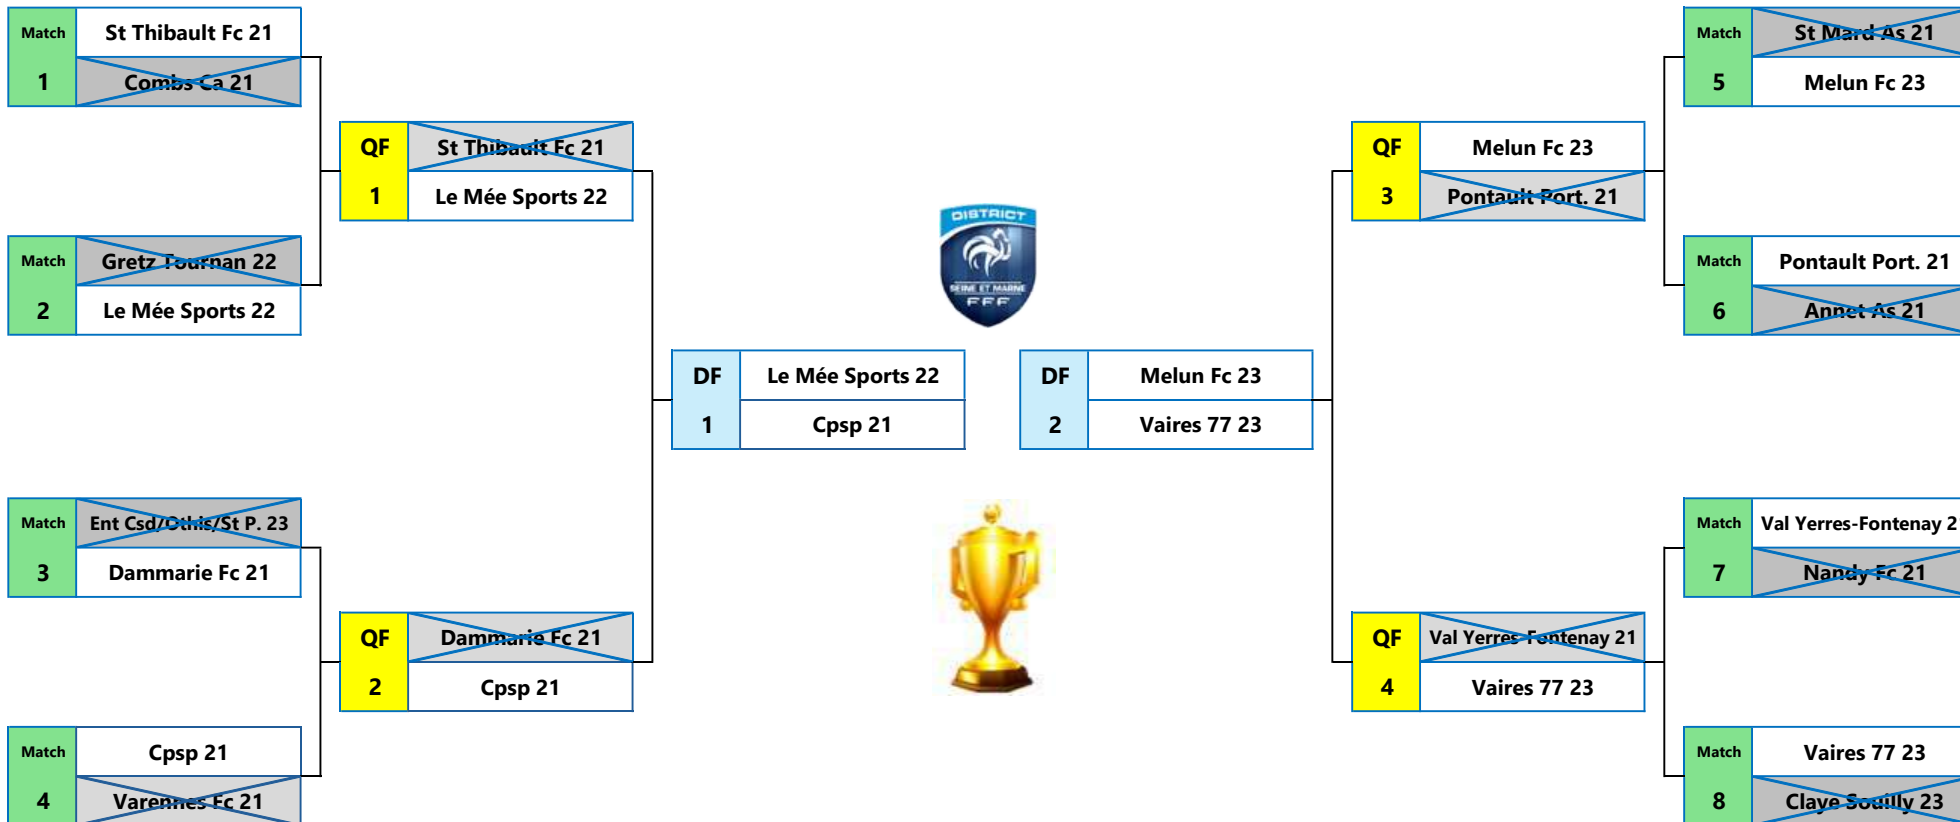 Match
1
St Thibault Fc 21
Combs Ca 21
Match
2
Gretz Tournan 22
Le Mée Sports 22
Match
3
Ent Csd/Othis/St P. 23
Dammarie Fc 21
Match
4
Cpsp 21
Varennes Fc 21
QF
1
St Thibault Fc 21
Le Mée Sports 22
QF
2
Dammarie Fc 21
Cpsp 21
DF
1
Le Mée Sports 22
Cpsp 21
DISTRICT
SEINE ET MARNE
FFF
DF
2
Melun Fc 23
Vaires 77 23
QF
3
Melun Fc 23
Pontault Port. 21
QF
4
Val Yerres-Fontenay 21
Vaires 77 23
Match
5
St Mard As 21
Melun Fc 23
Match
6
Pontault Port. 21
Annet As 21
Match
7
Val Yerres-Fontenay 2
Nandy Fc 21
Match
8
Vaires 77 23
Claye Souilly 23